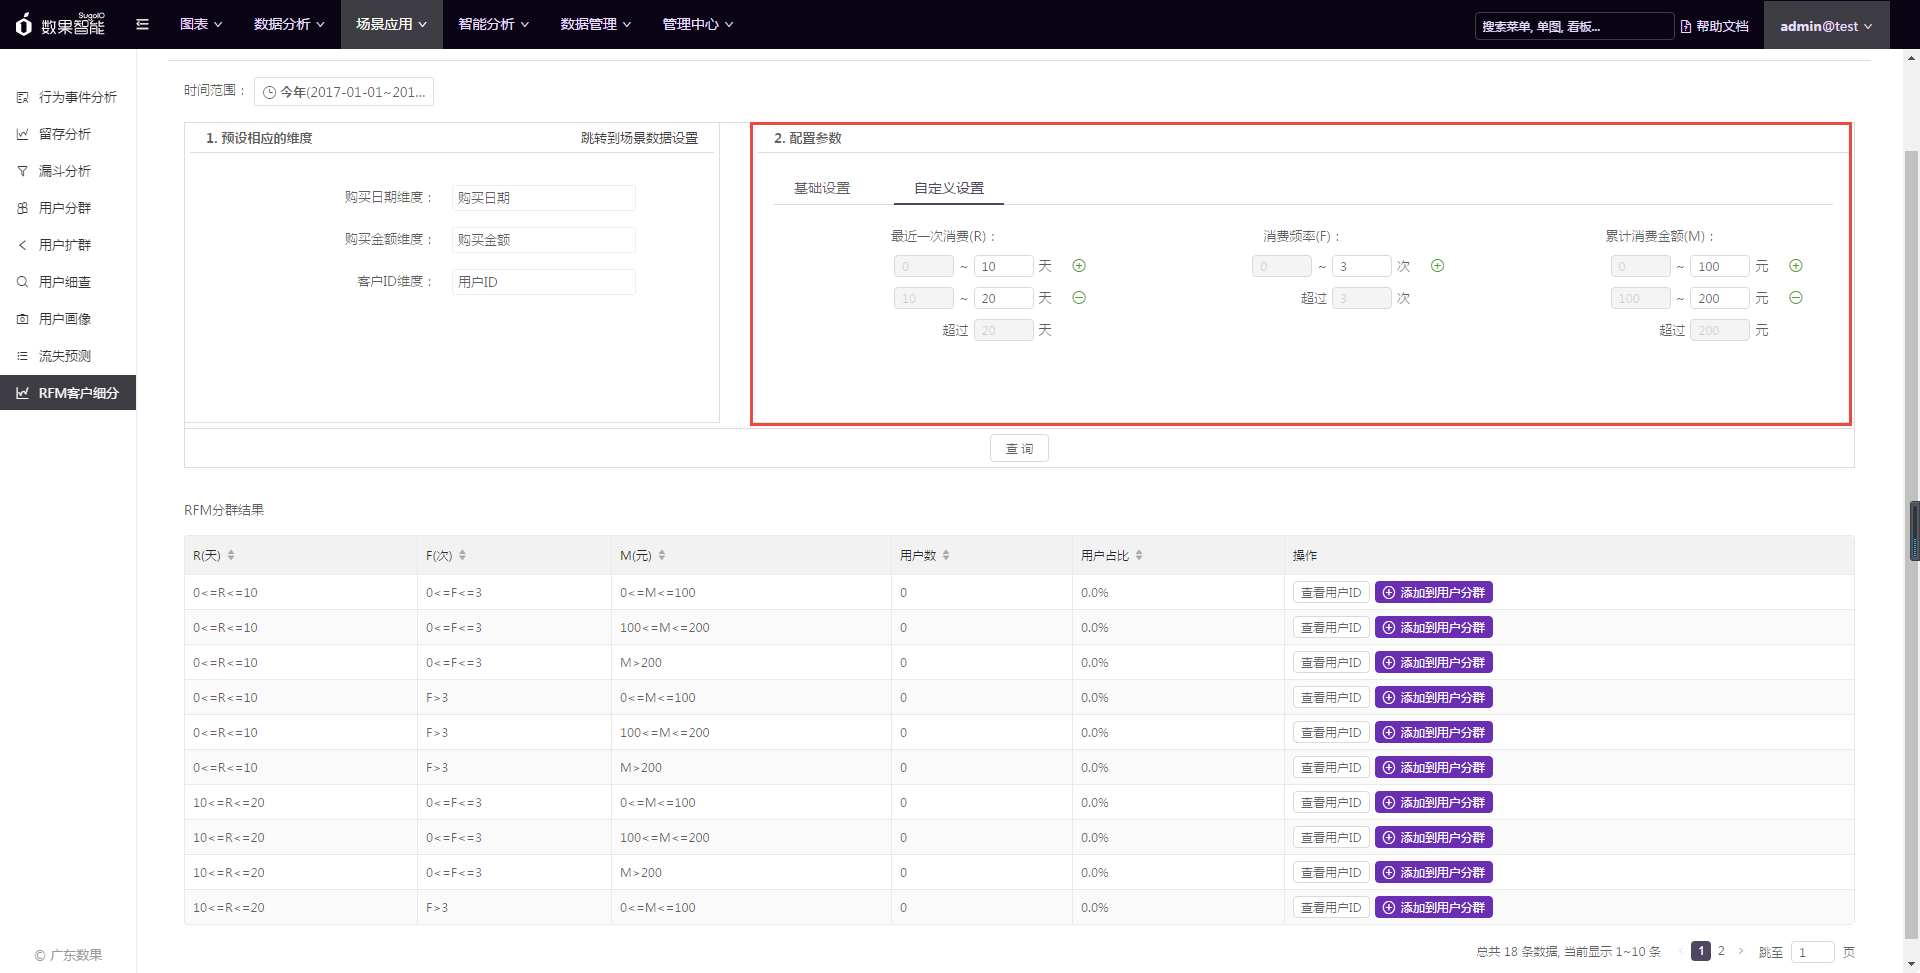 SugoIO
数果智能
图表
数据分析
场景应用
智能分析
数据管理
管理中心
搜索菜单, 单图, 看板...
帮助文档
admin@test
行为事件分析
留存分析
漏斗分析
用户分群
用户扩群
用户细查
用户画像
流失预测
RFM客户细分
© 广东数果
时间范围：
今年(2017-01-01~201...
1. 预设相应的维度
跳转到场景数据设置
购买日期维度： 购买日期
购买金额维度： 购买金额
客户ID维度： 用户ID
2. 配置参数
基础设置
自定义设置
最近一次消费(R)：
0 ~ 10 天
10 ~ 20 天
超过 20 天
消费频率(F)：
0 ~ 3 次
超过 3 次
累计消费金额(M)：
0 ~ 100 元
100 ~ 200 元
超过 200 元
查 询
RFM分群结果
R(天) F(次) M(元) 用户数 用户占比 操作
0<=R<=10 0<=F<=3 0<=M<=100 0 0.0% 查看用户ID 添加到用户分群
0<=R<=10 0<=F<=3 100<=M<=200 0 0.0% 查看用户ID 添加到用户分群
0<=R<=10 0<=F<=3 M>200 0 0.0% 查看用户ID 添加到用户分群
0<=R<=10 F>3 0<=M<=100 0 0.0% 查看用户ID 添加到用户分群
0<=R<=10 F>3 100<=M<=200 0 0.0% 查看用户ID 添加到用户分群
0<=R<=10 F>3 M>200 0 0.0% 查看用户ID 添加到用户分群
10<=R<=20 0<=F<=3 0<=M<=100 0 0.0% 查看用户ID 添加到用户分群
10<=R<=20 0<=F<=3 100<=M<=200 0 0.0% 查看用户ID 添加到用户分群
10<=R<=20 0<=F<=3 M>200 0 0.0% 查看用户ID 添加到用户分群
10<=R<=20 F>3 0<=M<=100 0 0.0% 查看用户ID 添加到用户分群
总共 18 条数据, 当前显示 1~10 条 < 1 2 > 跳至 1 页